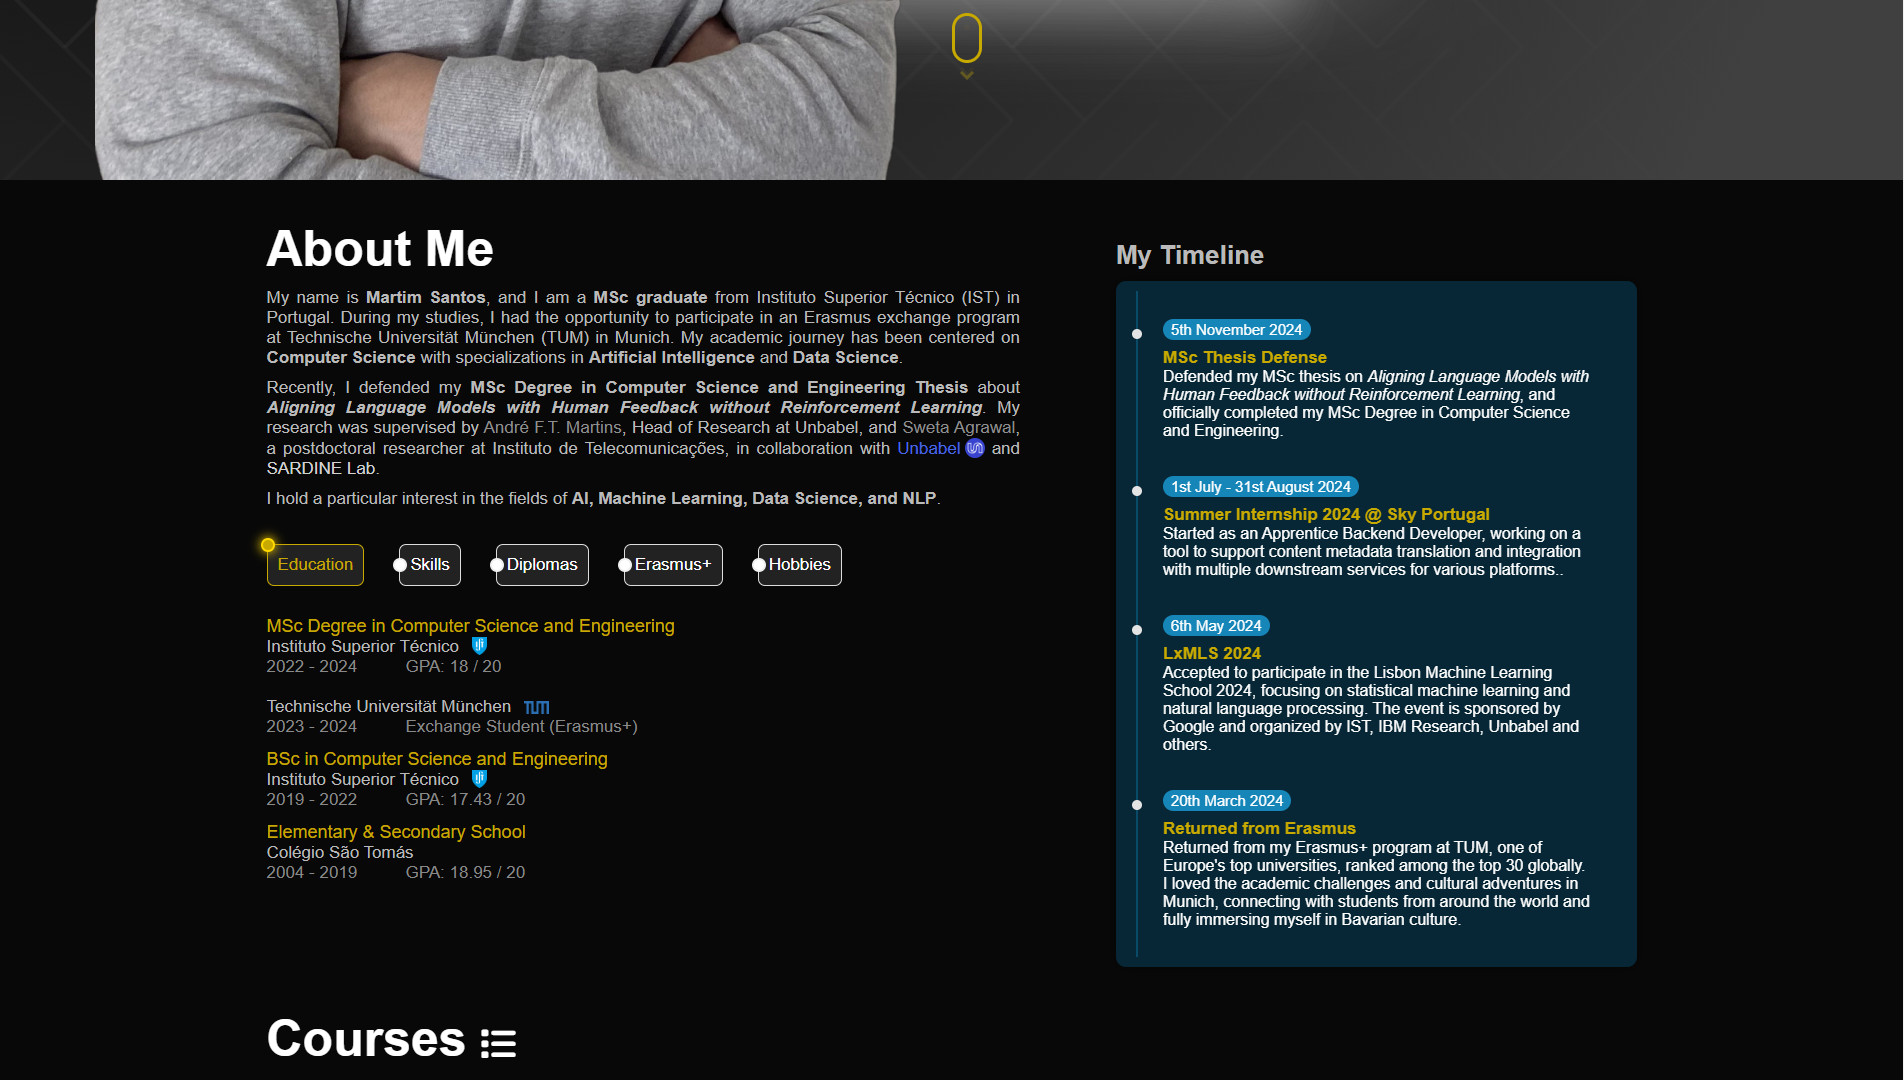 About Me
My name is Martim Santos, and I am a MSc graduate from Instituto Superior Técnico (IST) in
Portugal. During my studies, I had the opportunity to participate in an Erasmus exchange program
at Technische Universität München (TUM) in Munich. My academic journey has been centered on
Computer Science with specializations in Artificial Intelligence and Data Science.
Recently, I defended my MSc Degree in Computer Science and Engineering Thesis about
Aligning Language Models with Human Feedback without Reinforcement Learning. My
research was supervised by André F.T. Martins, Head of Research at Unbabel, and Sweta Agrawal,
a postdoctoral researcher at Instituto de Telecomunicações, in collaboration with Unbabel and
SARDINE Lab.
I hold a particular interest in the fields of AI, Machine Learning, Data Science, and NLP.
Education
Skills
Diplomas
Erasmus+
Hobbies
MSc Degree in Computer Science and Engineering
Instituto Superior Técnico
2022 - 2024 GPA: 18 / 20
Technische Universität München TUM
2023 - 2024 Exchange Student (Erasmus+)
BSc in Computer Science and Engineering
Instituto Superior Técnico
2019 - 2022 GPA: 17.43 / 20
Elementary & Secondary School
Colégio São Tomás
2004 - 2019 GPA: 18.95 / 20
My Timeline
5th November 2024
MSc Thesis Defense
Defended my MSc thesis on Aligning Language Models with
Human Feedback without Reinforcement Learning, and
officially completed my MSc Degree in Computer Science
and Engineering.
1st July - 31st August 2024
Summer Internship 2024 @ Sky Portugal
Started as an Apprentice Backend Developer, working on a
tool to support content metadata translation and integration
with multiple downstream services for various platforms..
6th May 2024
LxMLS 2024
Accepted to participate in the Lisbon Machine Learning
School 2024, focusing on statistical machine learning and
natural language processing. The event is sponsored by
Google and organized by IST, IBM Research, Unbabel and
others.
20th March 2024
Returned from Erasmus
Returned from my Erasmus+ program at TUM, one of
Europe's top universities, ranked among the top 30 globally.
I loved the academic challenges and cultural adventures in
Munich, connecting with students from around the world and
fully immersing myself in Bavarian culture.
Courses